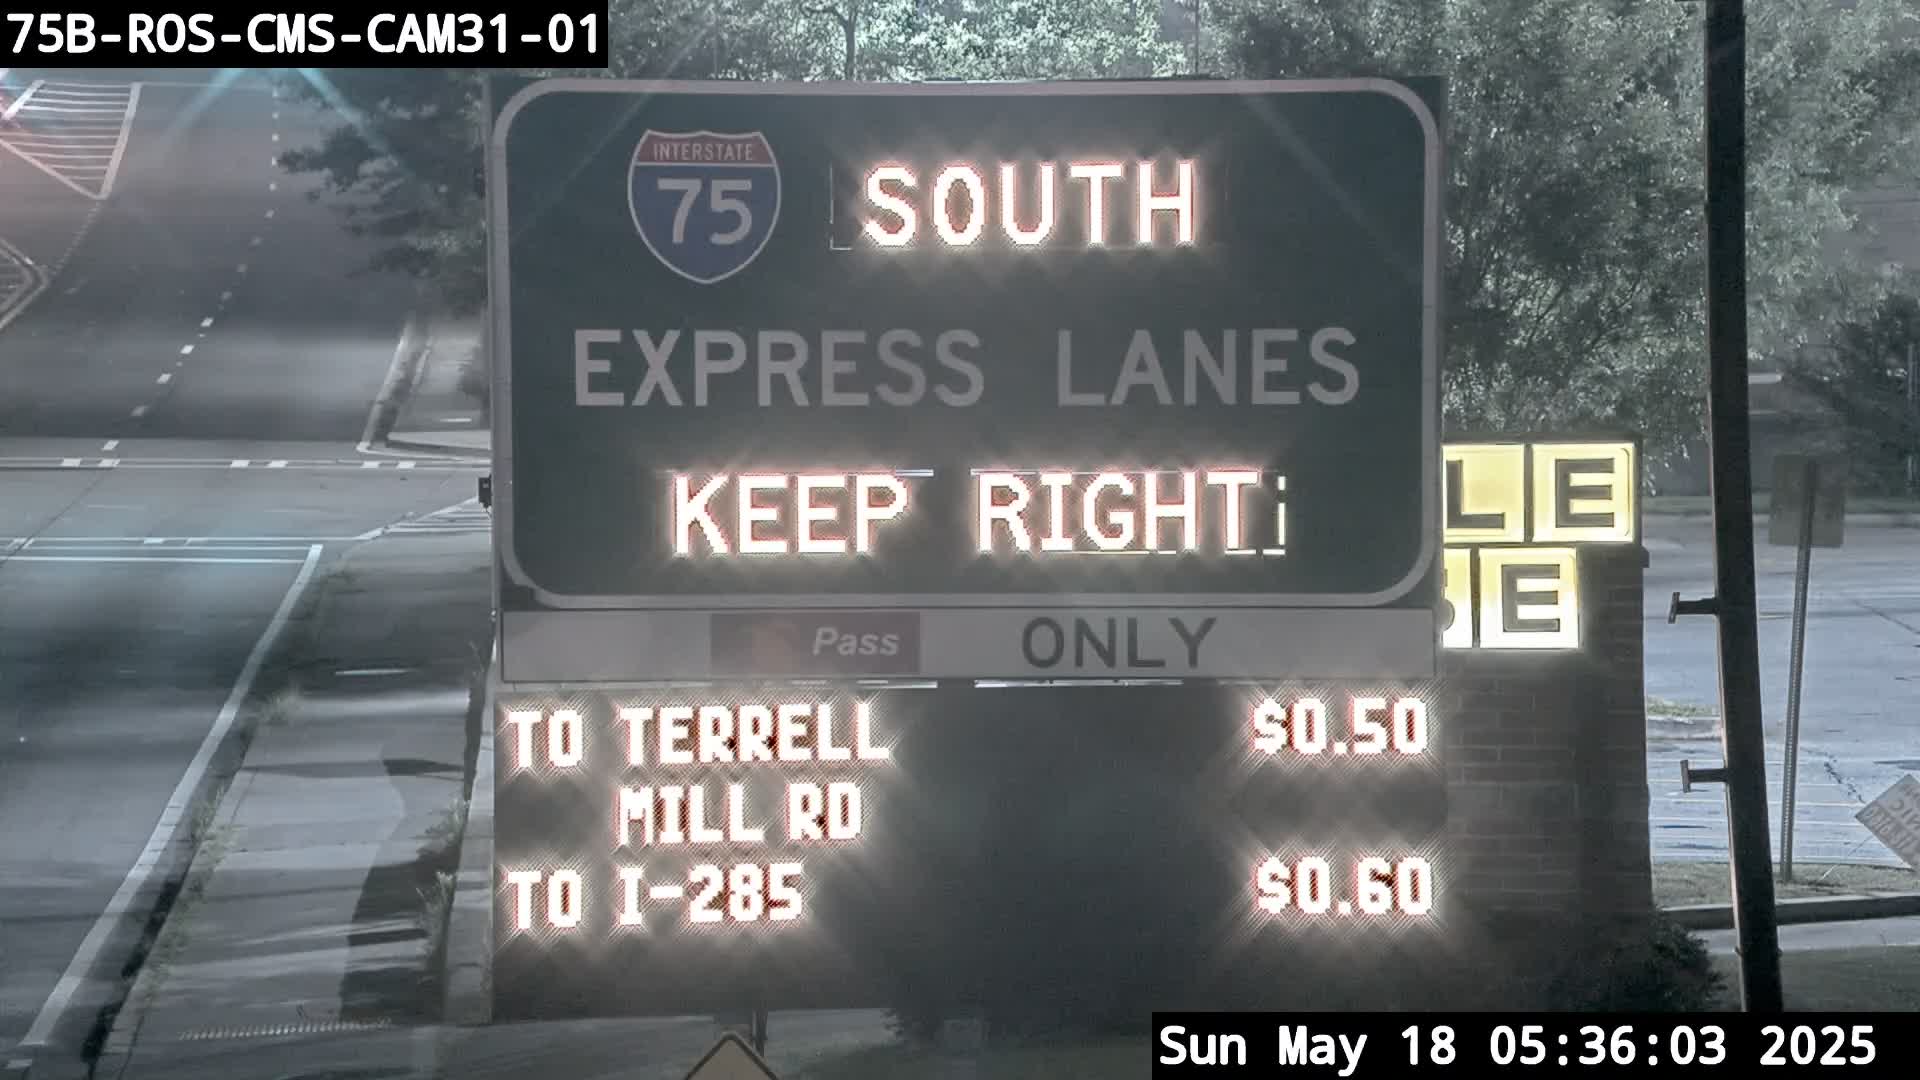 75B-ROS-CMS-CAM31-01
INTERSTATE
75
SOUTH
EXPRESS LANES
KEEP RIGHT
Pass ONLY
TO TERRELL $0.50
MILL RD
TO I-285 $0.60
LE
E
Sun May 18 05:36:03 2025